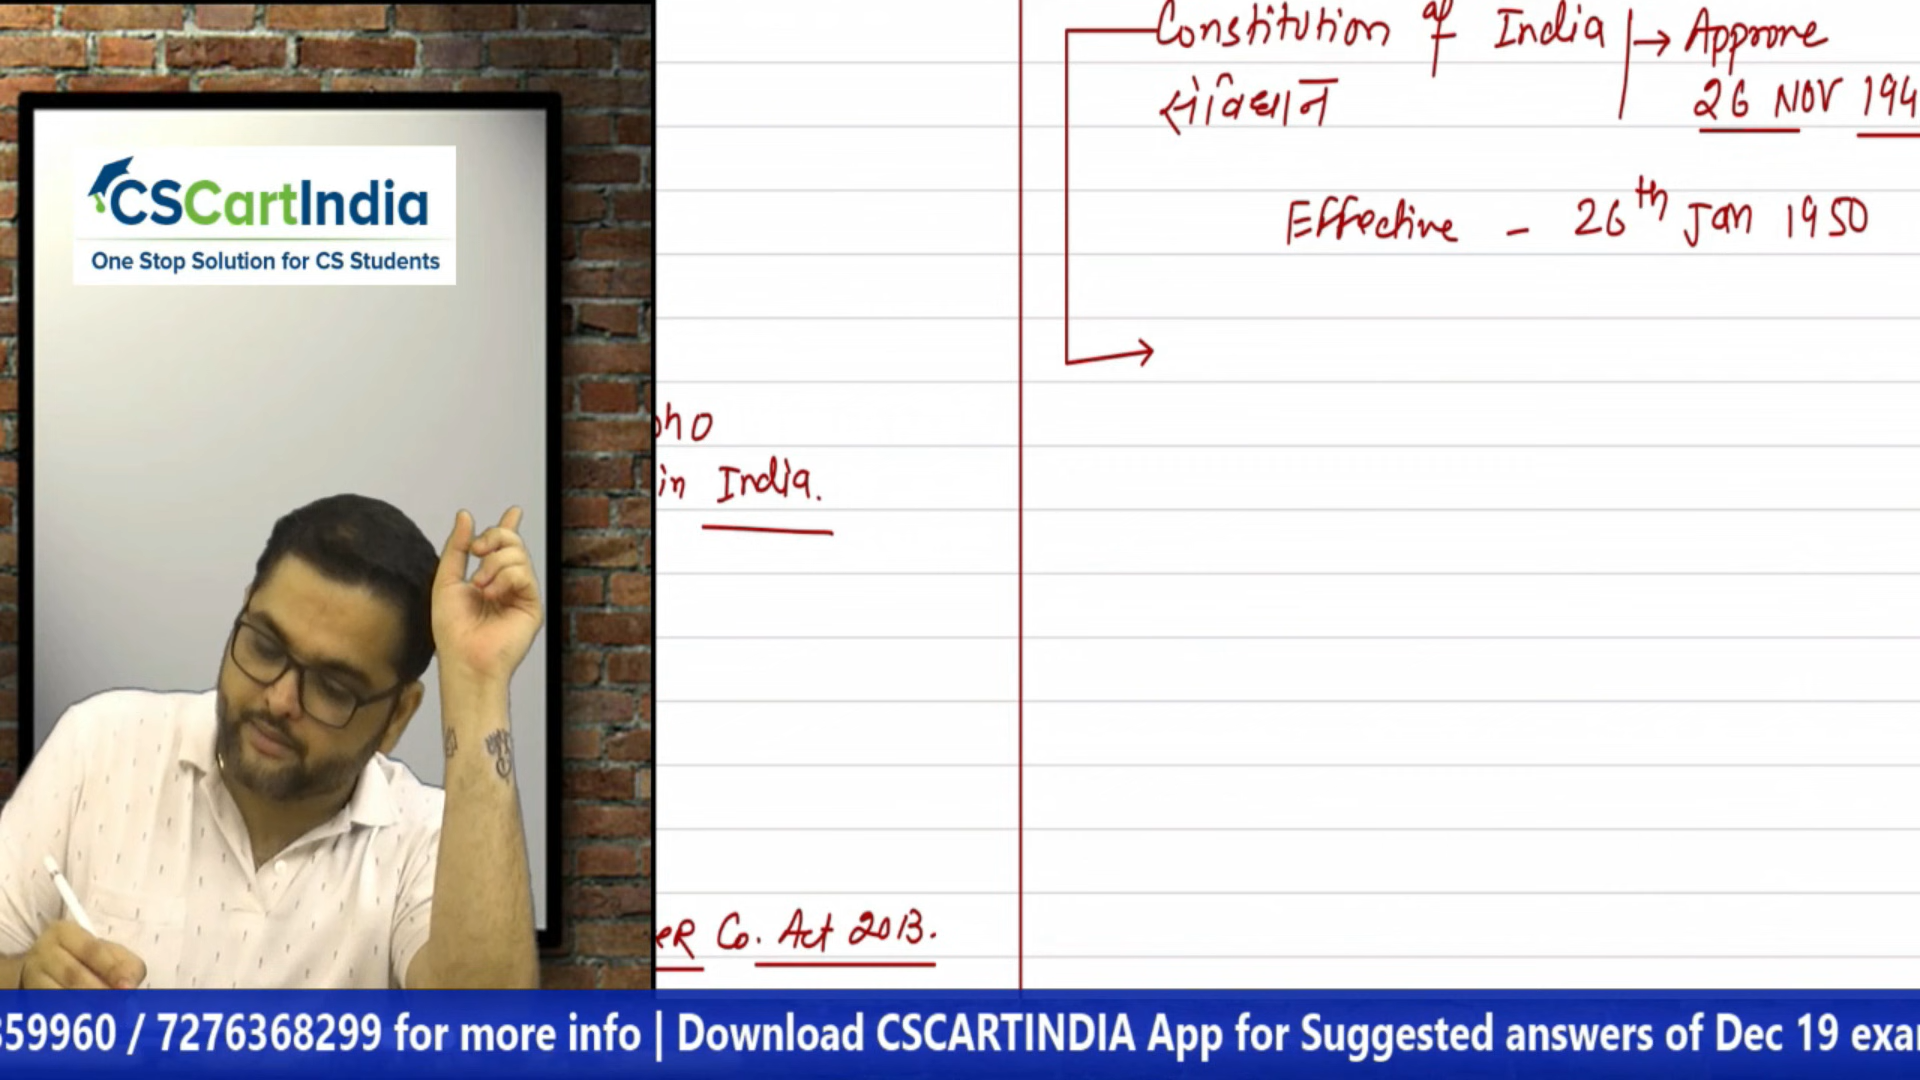 CSCartIndia
One Stop Solution for CS Students
Constitution of India → Approve
संविधान
26 NOV 194
Effective - 26th Jan 1950
in India.
Co. Act 2013.
359960 / 7276368299 for more info | Download CSCARTINDIA App for Suggested answers of Dec 19 exa